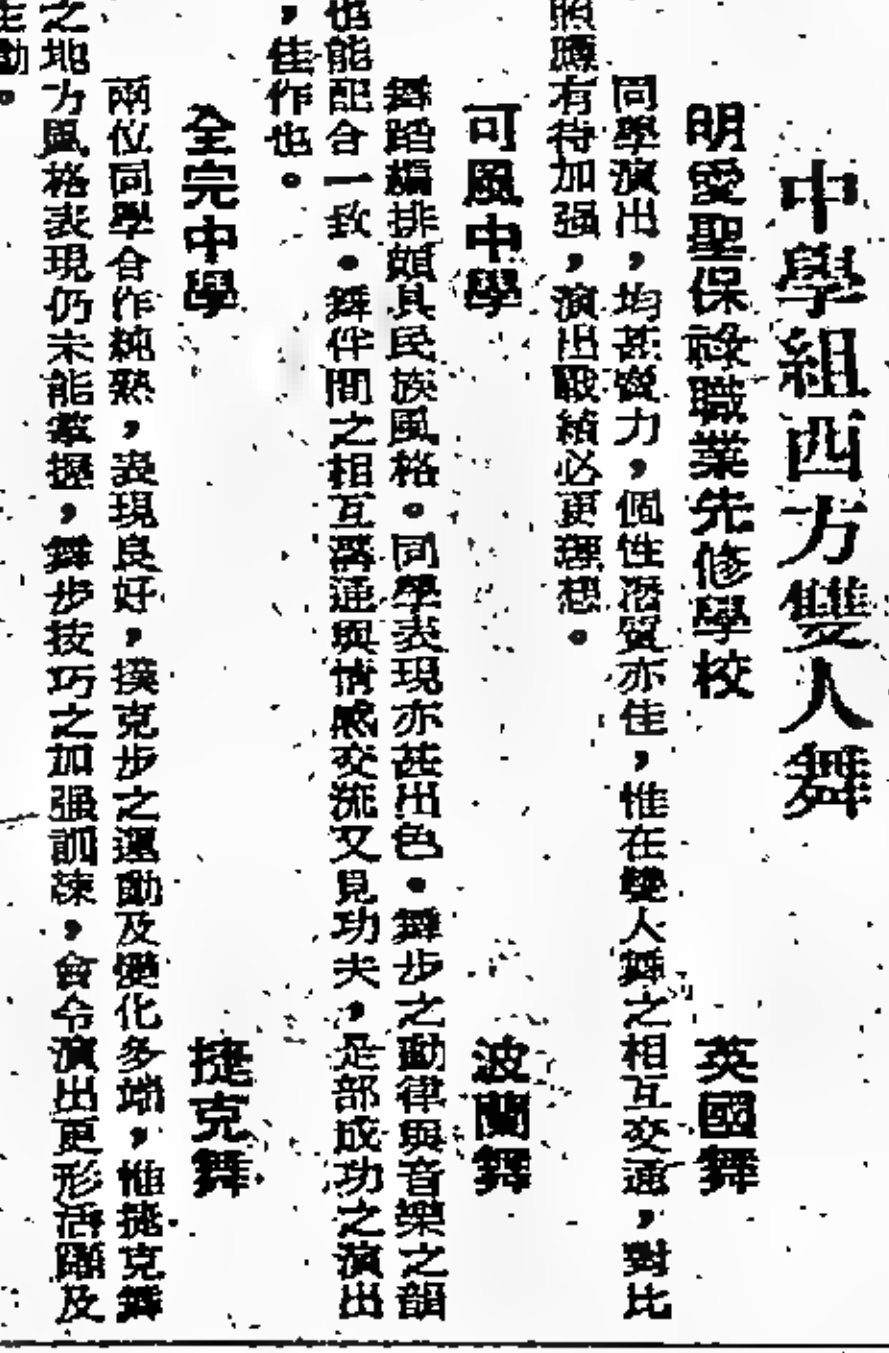 中學組西方雙人舞
明愛聖保祿職業先修學校 英國舞
同學演出，均甚賣力，個性潛質亦佳，惟在雙人舞之相互交通，對比
照應有待加强，演出成績必更理想。
可風中學 波蘭舞
舞蹈編排頗具民族風格。同學表現亦甚出色。舞步之動律與音樂之韻
也能配合一致。舞伴間之相互溝通與情感交流又見功夫，是部成功之演出
，佳作也。
全完中學 捷克舞
兩位同學合作純熟，表現良好，撲克步之運動及變化多端，惟捷克舞
之地方風格表現仍未能掌握，舞步技巧之加强訓練，會令演出更形活躍及
生動。